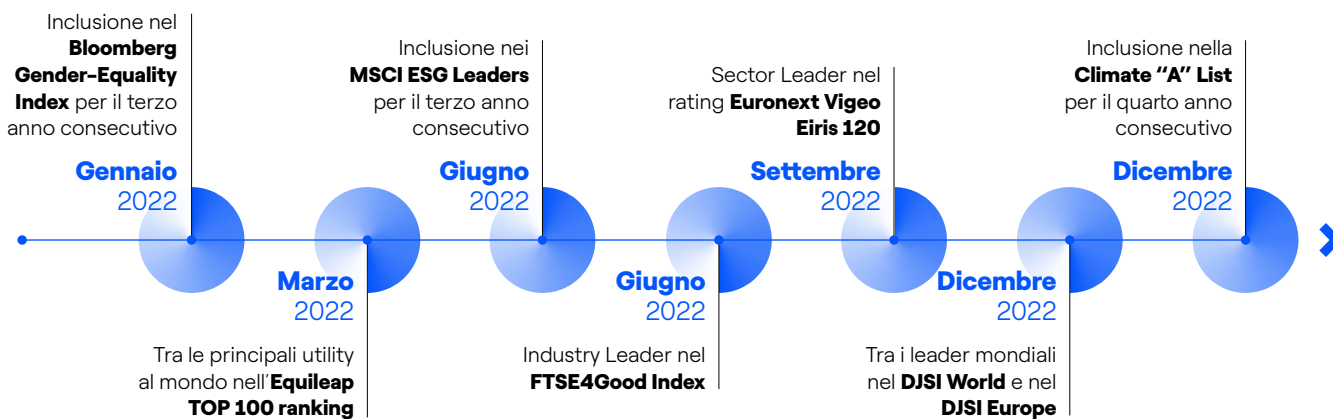 Inclusione nel
Bloomberg
Gender-Equality
Index per il terzo
anno consecutivo
Gennaio
2022
Marzo
2022
Tra le principali utility
al mondo nell'Equileap
TOP 100 ranking
Inclusione nei
MSCI ESG Leaders
per il terzo anno
consecutivo
Giugno
2022
Giugno
2022
Industry Leader nel
FTSE4Good Index
Sector Leader nel
rating Euronext Vigeo
Eiris 120
Settembre
2022
Dicembre
2022
Tra i leader mondiali
nel DJSI World e nel
DJSI Europe
Inclusione nella
Climate “A” List
per il quarto anno
consecutivo
Dicembre
2022